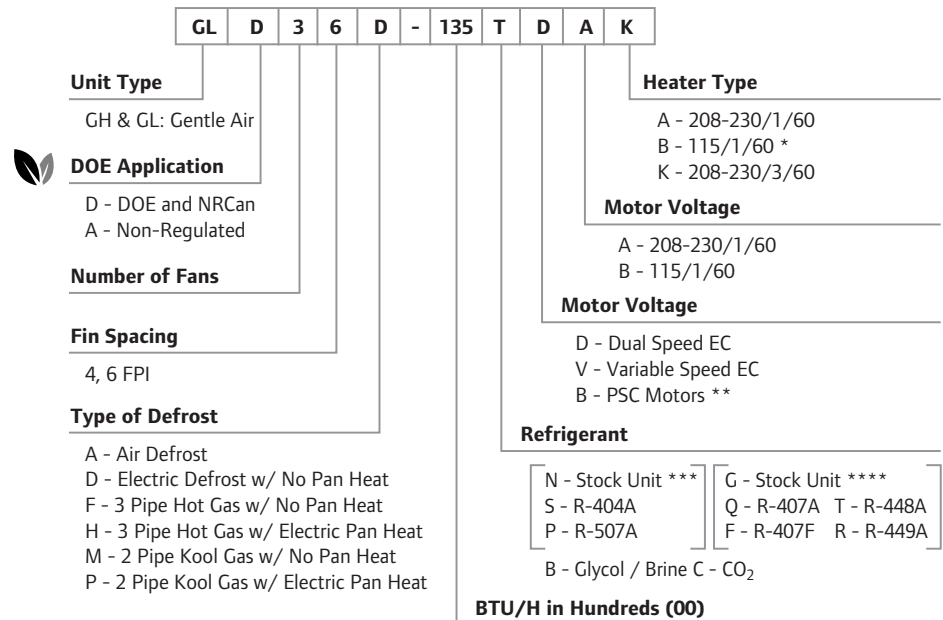 GL D 3 6 D - 135 T D A K
Unit Type
GH & GL: Gentle Air
DOE Application
D - DOE and NRCan
A - Non-Regulated
Number of Fans
Fin Spacing
4, 6 FPI
Type of Defrost
A - Air Defrost
D - Electric Defrost w/ No Pan Heat
F - 3 Pipe Hot Gas w/ No Pan Heat
H - 3 Pipe Hot Gas w/ Electric Pan Heat
M - 2 Pipe Kool Gas w/ No Pan Heat
P - 2 Pipe Kool Gas w/ Electric Pan Heat
Heater Type
A - 208-230/1/60
B - 115/1/60 *
K - 208-230/3/60
Motor Voltage
A - 208-230/1/60
B - 115/1/60
Motor Voltage
D - Dual Speed EC
V - Variable Speed EC
B - PSC Motors **
Refrigerant
N - Stock Unit ***
S - R-404A
P - R-507A
G - Stock Unit ****
Q - R-407A T - R-448A
F - R-407F R - R-449A
B - Glycol / Brine C - CO₂
BTU/H in Hundreds (00)